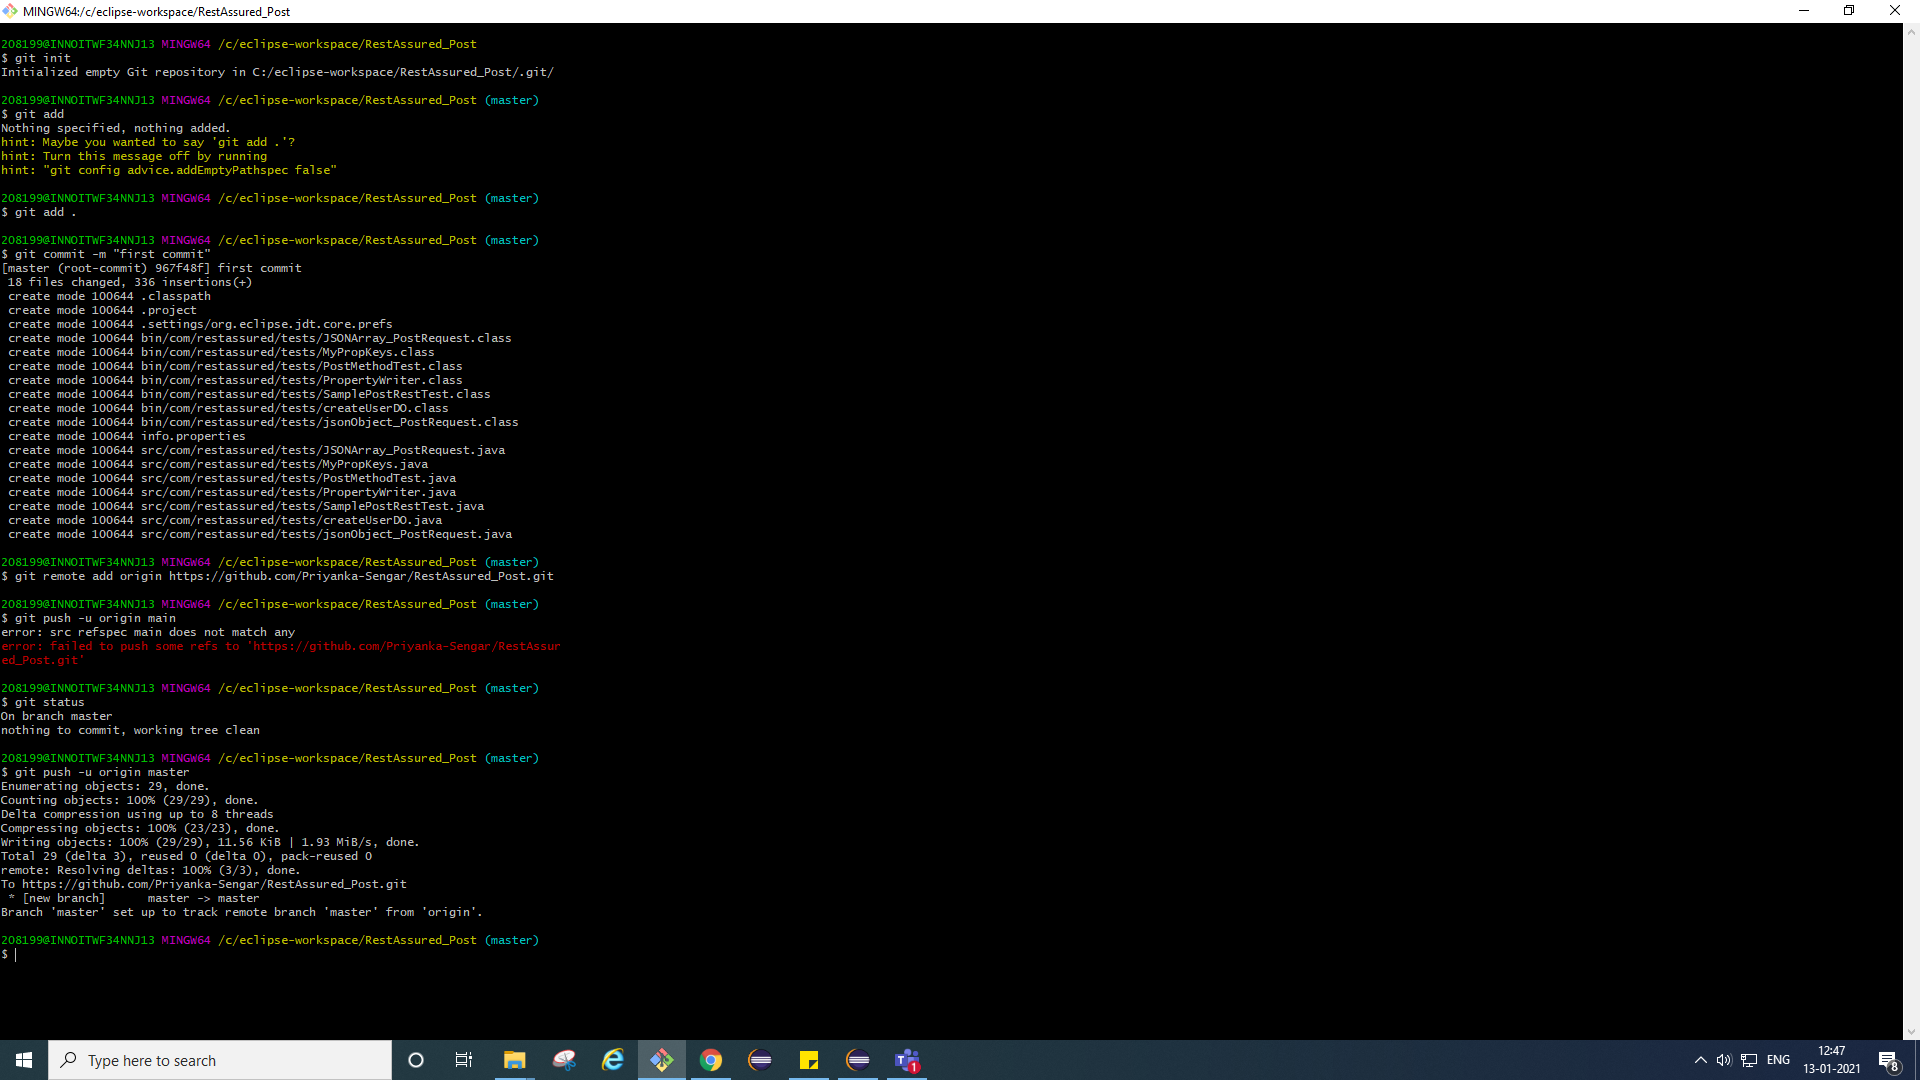 MINGW64:/c/eclipse-workspace/RestAssured_Post
208199@INNOITWF34NNJ13 MINGW64 /c/eclipse-workspace/RestAssured_Post
$ git init
Initialized empty Git repository in C:/eclipse-workspace/RestAssured_Post/.git/
208199@INNOITWF34NNJ13 MINGW64 /c/eclipse-workspace/RestAssured_Post (master)
$ git add
Nothing specified, nothing added.
hint: Maybe you wanted to say 'git add .'?
hint: Turn this message off by running
hint: "git config advice.addEmptyPathspec false"
208199@INNOITWF34NNJ13 MINGW64 /c/eclipse-workspace/RestAssured_Post (master)
$ git add .
208199@INNOITWF34NNJ13 MINGW64 /c/eclipse-workspace/RestAssured_Post (master)
$ git commit -m "first commit"
[master (root-commit) 967f48f] first commit
 18 files changed, 336 insertions(+)
 create mode 100644 .classpath
 create mode 100644 .project
 create mode 100644 .settings/org.eclipse.jdt.core.prefs
 create mode 100644 bin/com/restassured/tests/JSONArray_PostRequest.class
 create mode 100644 bin/com/restassured/tests/MyPropKeys.class
 create mode 100644 bin/com/restassured/tests/PostMethodTest.class
 create mode 100644 bin/com/restassured/tests/PropertyWriter.class
 create mode 100644 bin/com/restassured/tests/SamplePostRestTest.class
 create mode 100644 bin/com/restassured/tests/createUserDO.class
 create mode 100644 bin/com/restassured/tests/jsonObject_PostRequest.class
 create mode 100644 info.properties
 create mode 100644 src/com/restassured/tests/JSONArray_PostRequest.java
 create mode 100644 src/com/restassured/tests/MyPropKeys.java
 create mode 100644 src/com/restassured/tests/PostMethodTest.java
 create mode 100644 src/com/restassured/tests/PropertyWriter.java
 create mode 100644 src/com/restassured/tests/SamplePostRestTest.java
 create mode 100644 src/com/restassured/tests/createUserDO.java
 create mode 100644 src/com/restassured/tests/jsonObject_PostRequest.java
208199@INNOITWF34NNJ13 MINGW64 /c/eclipse-workspace/RestAssured_Post (master)
$ git remote add origin https://github.com/Priyanka-Sengar/RestAssured_Post.git
208199@INNOITWF34NNJ13 MINGW64 /c/eclipse-workspace/RestAssured_Post (master)
$ git push -u origin main
error: src refspec main does not match any
error: failed to push some refs to 'https://github.com/Priyanka-Sengar/RestAssur
ed_Post.git'
208199@INNOITWF34NNJ13 MINGW64 /c/eclipse-workspace/RestAssured_Post (master)
$ git status
On branch master
nothing to commit, working tree clean
208199@INNOITWF34NNJ13 MINGW64 /c/eclipse-workspace/RestAssured_Post (master)
$ git push -u origin master
Enumerating objects: 29, done.
Counting objects: 100% (29/29), done.
Delta compression using up to 8 threads
Compressing objects: 100% (23/23), done.
Writing objects: 100% (29/29), 11.56 KiB | 1.93 MiB/s, done.
Total 29 (delta 3), reused 0 (delta 0), pack-reused 0
remote: Resolving deltas: 100% (3/3), done.
To https://github.com/Priyanka-Sengar/RestAssured_Post.git
 * [new branch]      master -> master
Branch 'master' set up to track remote branch 'master' from 'origin'.
208199@INNOITWF34NNJ13 MINGW64 /c/eclipse-workspace/RestAssured_Post (master)
$
Type here to search
T
1
ENG
12:47
13-01-2021
8